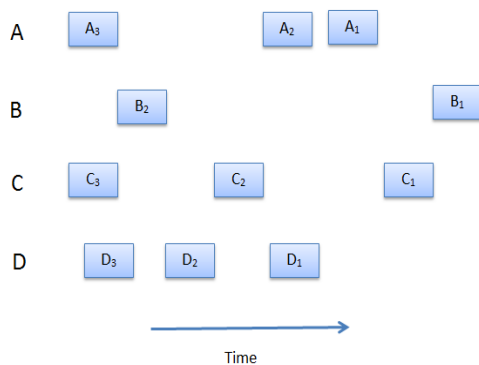 A A₃ A₂ A₁
B B₂ B₁
C C₃ C₂ C₁
D D₃ D₂ D₁
Time